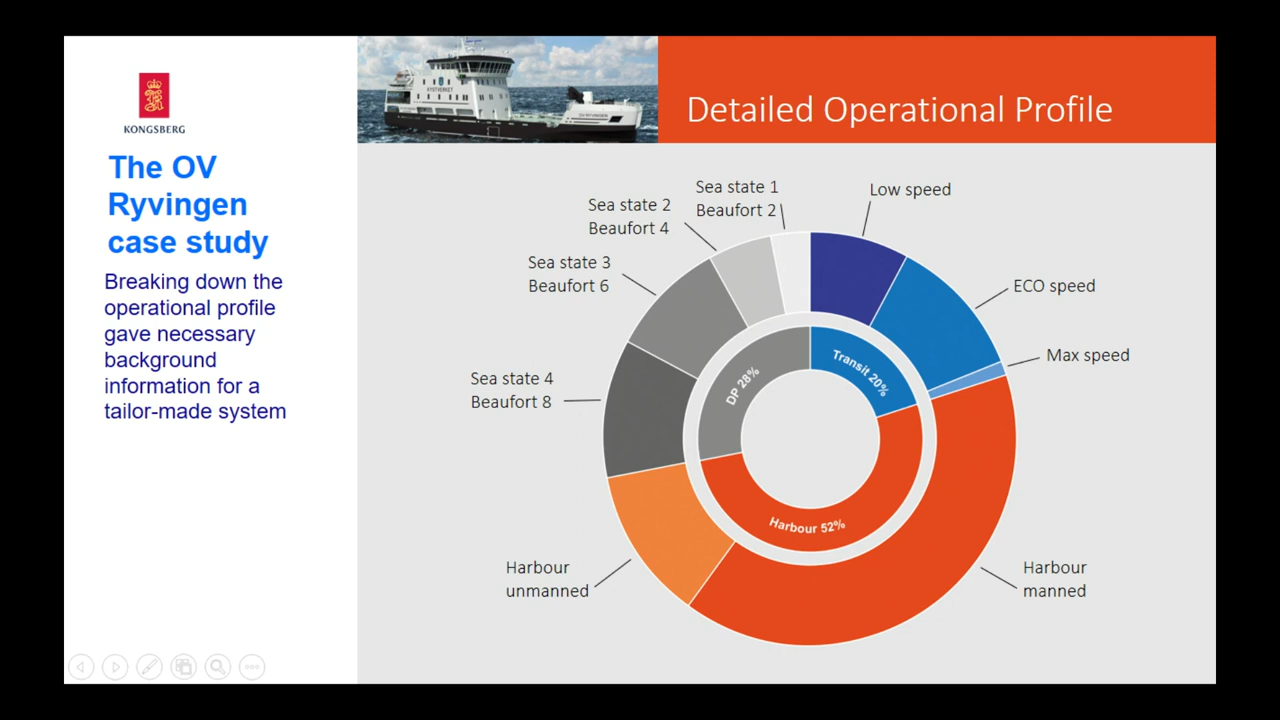 KONGSBERG
The OV
Ryvingen
case study
Breaking down the
operational profile
gave necessary
background
information for a
tailor-made system
KYSTVERKET
OV RYVINGEN
Detailed Operational Profile
Sea state 1
Beaufort 2
Low speed
Sea state 2
Beaufort 4
Sea state 3
Beaufort 6
ECO speed
Max speed
Sea state 4
Beaufort 8
DP 28%
Transit 20%
Harbour 52%
Harbour
unmanned
Harbour
manned